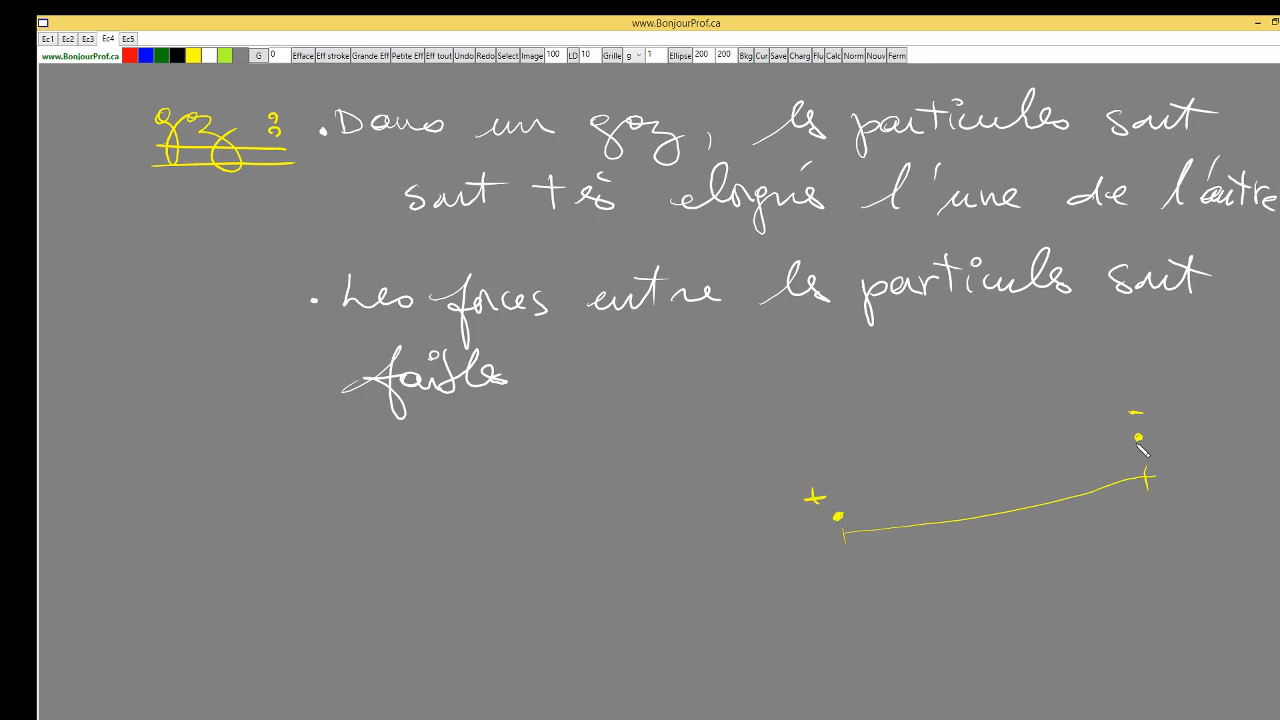 www.BonjourProf.ca
Ec1 Ec2 Ec3 Ec4 Ec5
www.BonjourProf.ca G 0 Efface Eff stroke Grande Eff Petite Eff Eff tout Undo Redo Select Image 100 LD 10 Grille g 1 Ellipse 200 200 Bkg Cur Save Charg Flu Calc Norm Nouv Ferm
gaz : . Dans un gaz, les particules sont
sont très eloignés l'une de l'autre
. Les forces entre les particuls sont
faibles
-
+